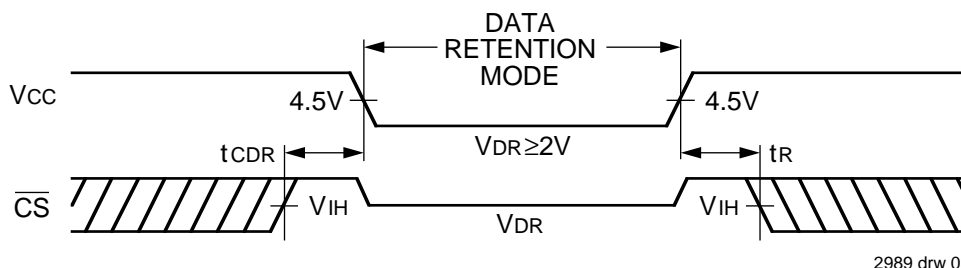 DATA
RETENTION
MODE
VCC
4.5V
4.5V
VDR≥2V
tCDR
tR
CS
VIH
VIH
VDR
2989 drw 0